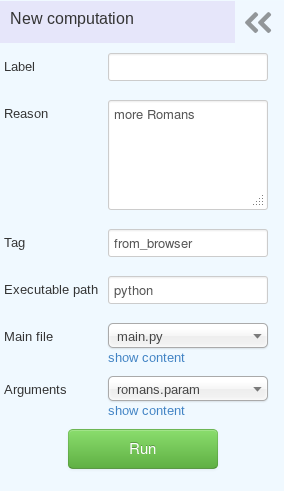 New computation
Label
Reason
more Romans
Tag
from_browser
Executable path
python
Main file
main.py
show content
Arguments
romans.param
show content
Run